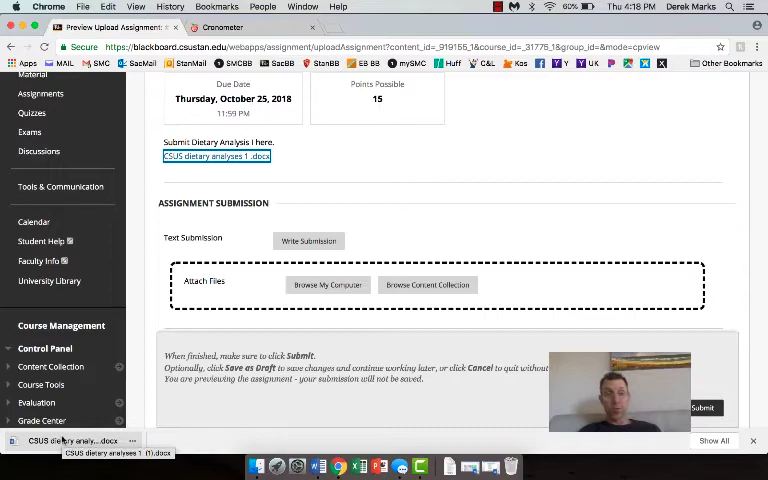 Chrome File Edit View History Bookmarks People Window Help 60% Thu 4:18 PM Derek Marks
Preview Upload Assignment: Cronometer
Secure https://blackboard.csustan.edu/webapps/assignment/uploadAssignment?content_id=_919155_1&course_id=_31775_1&group_id=&mode=cpview
Apps MAIL SMC SacMail StanMail SMCBB SacBB StanBB EB BB mySMC Huff C&L Kos Y UK Other Bookmarks
Material
Assignments
Quizzes
Exams
Discussions
Tools & Communication
Calendar
Student Help
Faculty Info
University Library
Course Management
Control Panel
Content Collection
Course Tools
Evaluation
Grade Center
Due Date
Thursday, October 25, 2018
11:59 PM
Points Possible
15
Submit Dietary Analysis I here.
CSUS dietary analyses 1 .docx
ASSIGNMENT SUBMISSION
Text Submission Write Submission
Attach Files Browse My Computer Browse Content Collection
When finished, make sure to click Submit.
Optionally, click Save as Draft to save changes and continue working later, or click Cancel to quit without
You are previewing the assignment - your submission will not be saved.
Submit
CSUS dietary analy....docx Show All
CSUS dietary analyses 1 (1).docx